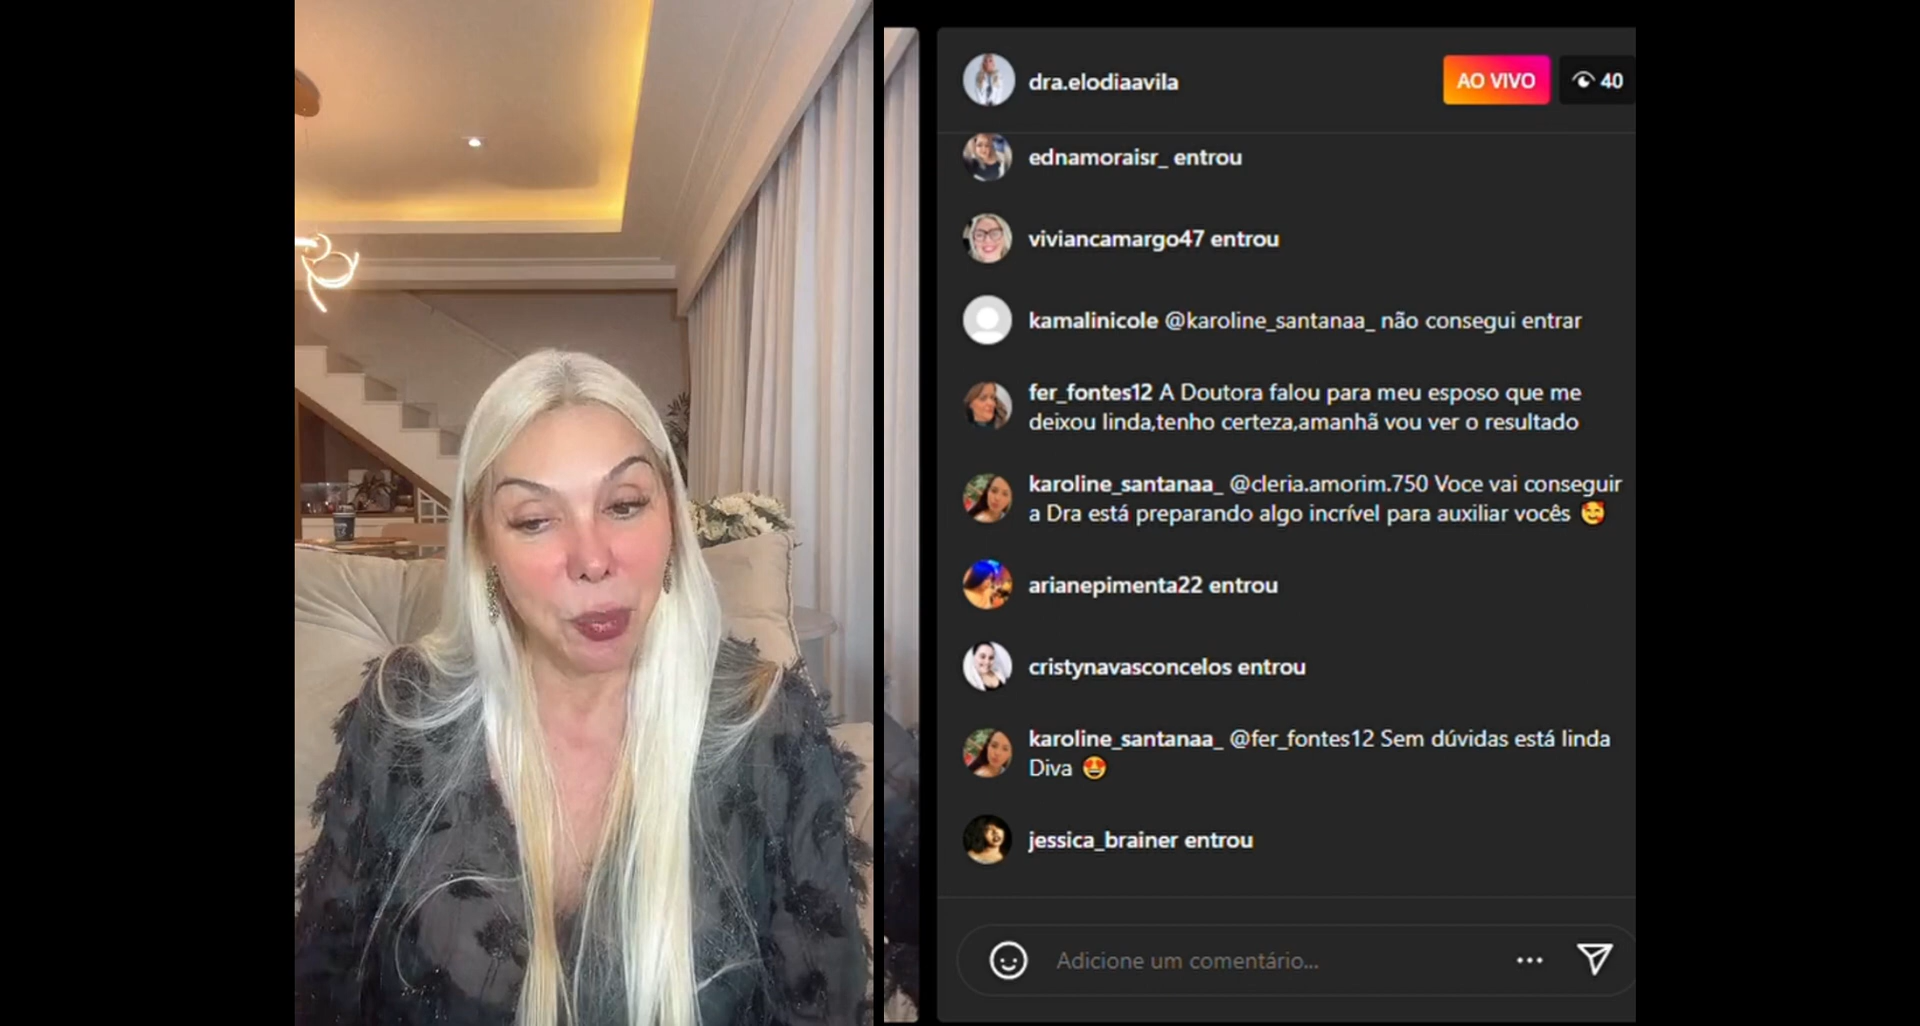 dra.elodiaavila
AO VIVO
40
ednamoraisr_ entrou
viviancamargo47 entrou
kamalinicole @karoline_santanaa_ não consegui entrar
fer_fontes12 A Doutora falou para meu esposo que me
deixou linda,tenho certeza,amanhã vou ver o resultado
karoline_santanaa_ @cleria.amorim.750 Voce vai conseguir
a Dra está preparando algo incrível para auxiliar vocês 🥰
arianepimenta22 entrou
cristynavasconcelos entrou
karoline_santanaa_ @fer_fontes12 Sem dúvidas está linda
Diva 😍
jessica_brainer entrou
Adicione um comentário...